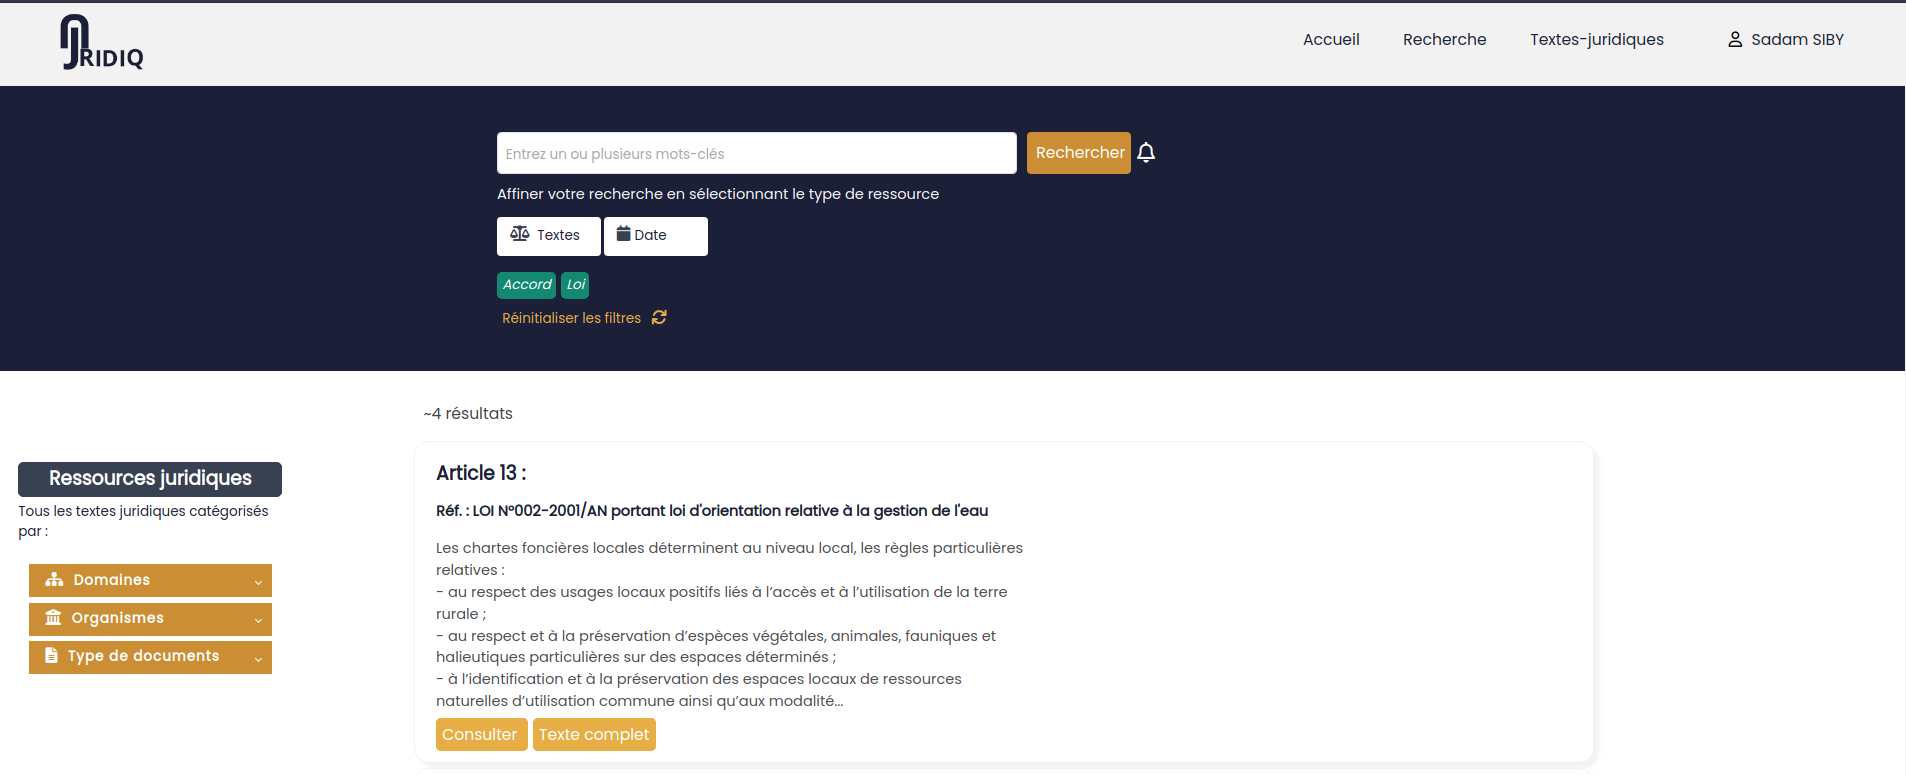 JRIDIQ
Accueil
Recherche
Textes-juridiques
Sadam SIBY
Entrez un ou plusieurs mots-clés
Rechercher
Affiner votre recherche en sélectionnant le type de ressource
Textes
Date
Accord
Loi
Réinitialiser les filtres
~4 résultats
Ressources juridiques
Tous les textes juridiques catégorisés
par :
Domaines
Organismes
Type de documents
Article 13 :
Réf. : LOI N°002-2001/AN portant loi d'orientation relative à la gestion de l'eau
Les chartes foncières locales déterminent au niveau local, les règles particulières
relatives :
- au respect des usages locaux positifs liés à l’accès et à l’utilisation de la terre
rurale ;
- au respect et à la préservation d’espèces végétales, animales, fauniques et
halieutiques particulières sur des espaces déterminés ;
- à l’identification et à la préservation des espaces locaux de ressources
naturelles d’utilisation commune ainsi qu’aux modalité...
Consulter
Texte complet